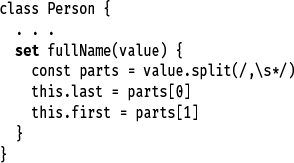 class Person {
  . . .
  set fullName(value) {
    const parts = value.split(/,\s*/)
    this.last = parts[0]
    this.first = parts[1]
  }
}